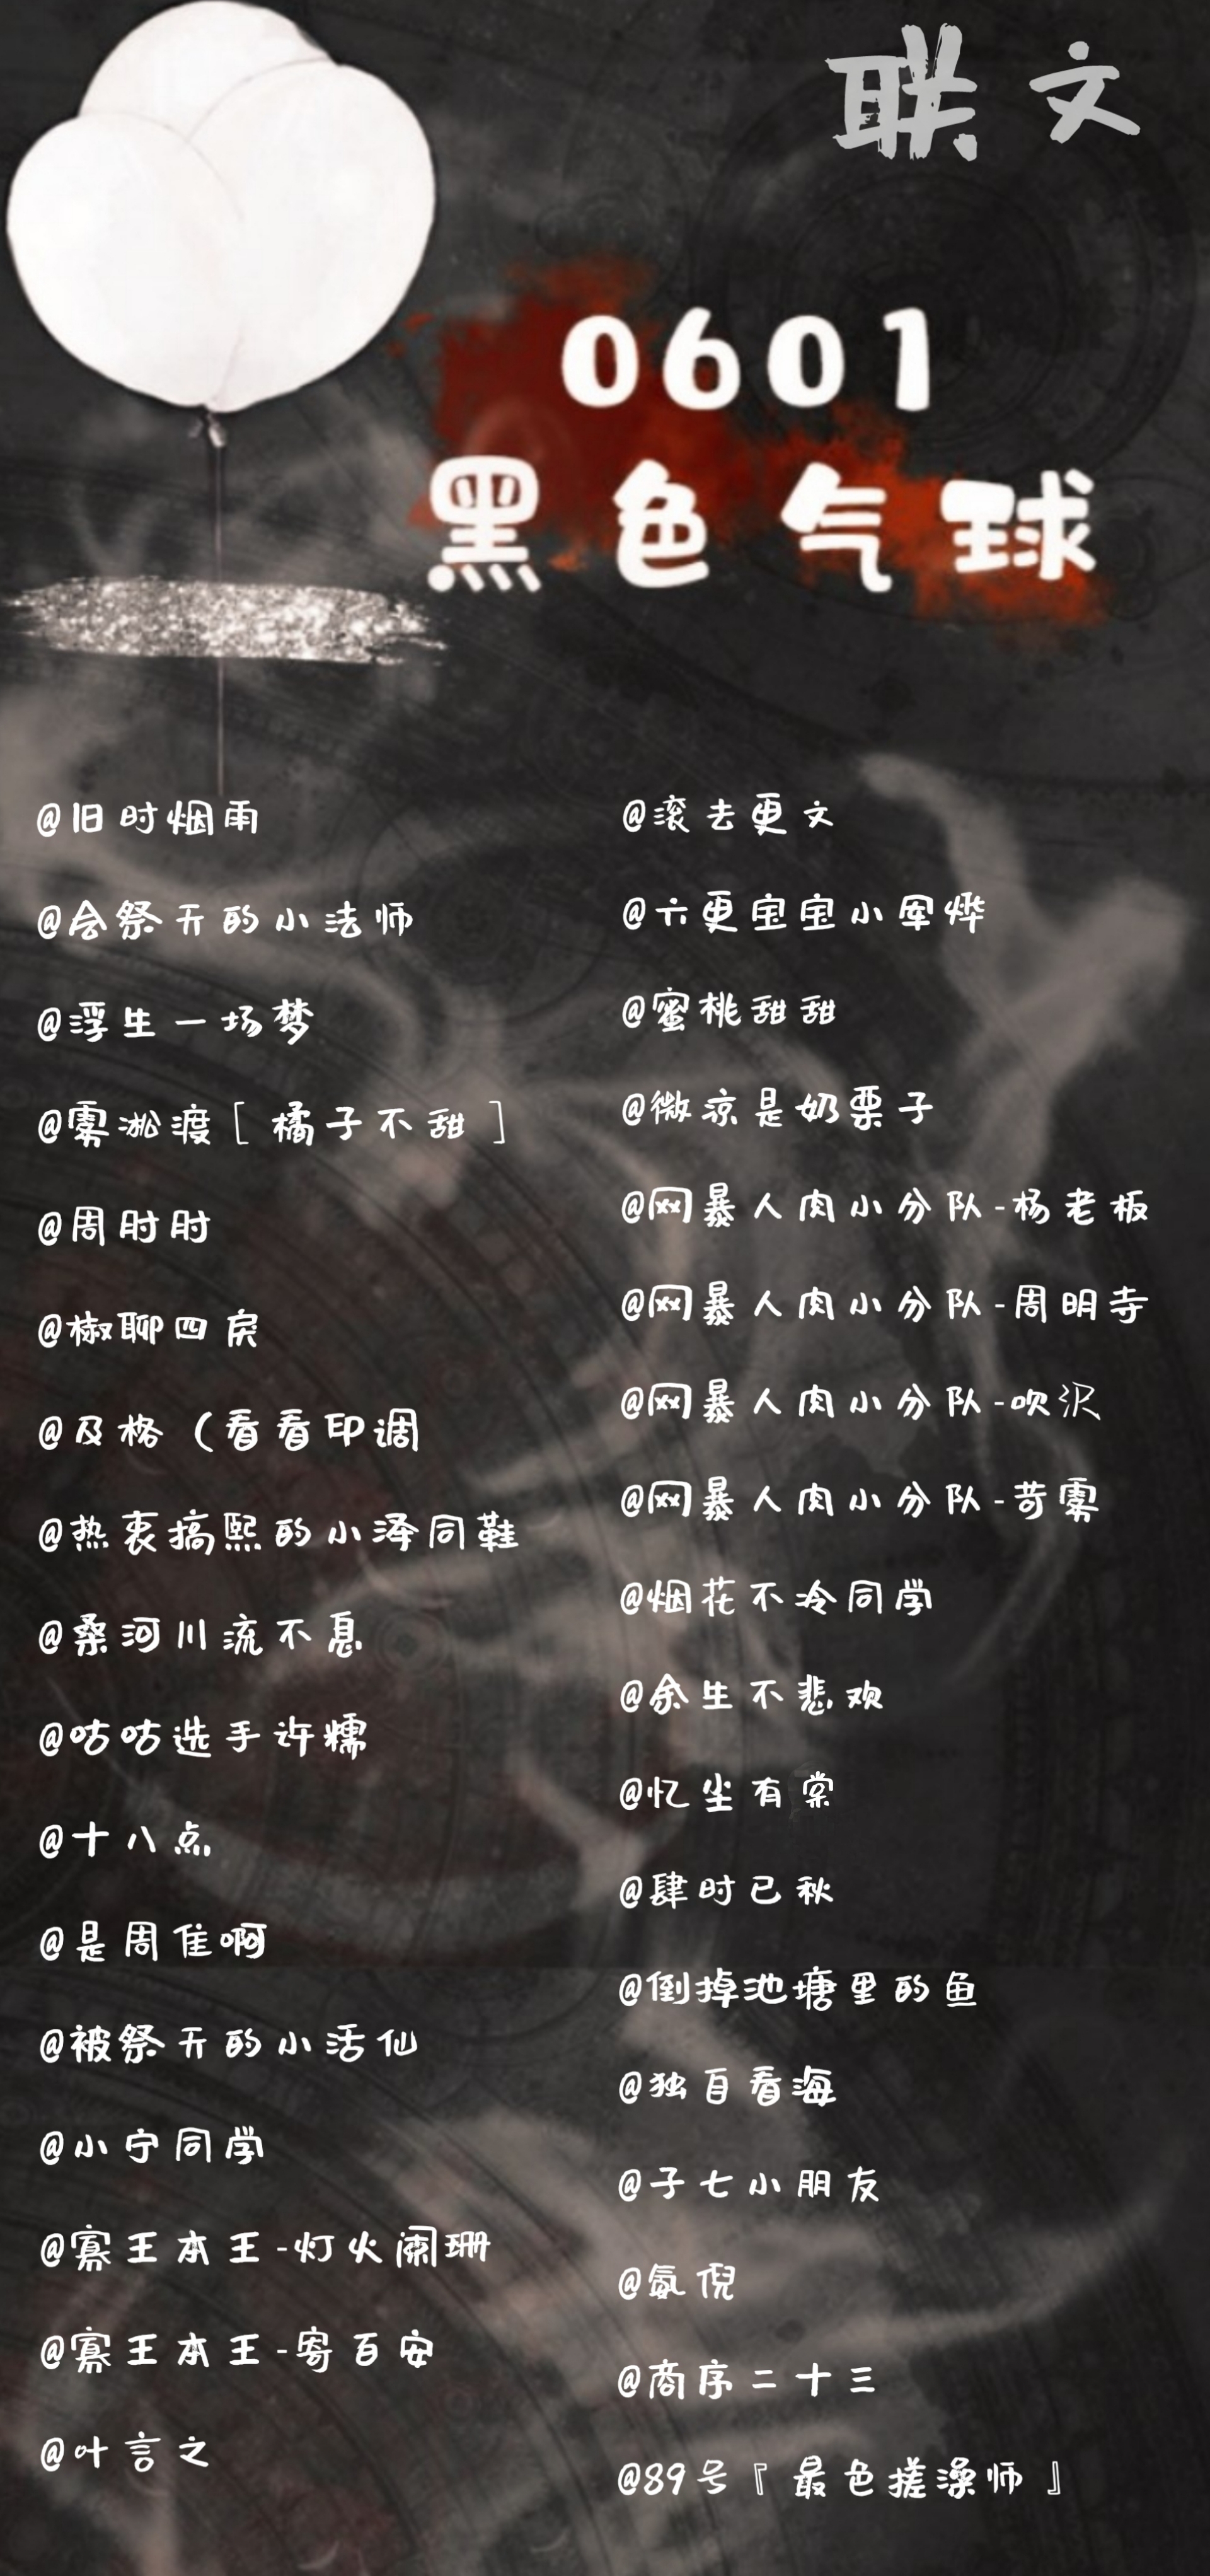 联文
0601
黑色气球
@旧时烟雨
@会祭天的小法师
@浮生一场梦
@雾凇渡[橘子不甜]
@周时肘
@椒聊四戾
@及格（看看印调
@热衷搞熙的小泽同鞋
@桑河川流不息
@咕咕选手许糯
@十八点
@是周隹啊
@被祭天的小活仙
@小宁同学
@寡王本王-灯火阑珊
@寡王本王-寄百安
@叶言之
@滚去更文
@六更宝宝小军烨
@蜜桃甜甜
@微凉是奶栗子
@网暴人肉小分队-杨老板
@网暴人肉小分队-周明寺
@网暴人肉小分队-吹沢
@网暴人肉小分队-苛雾
@烟花不冷同学
@余生不悲欢
@忆尘有棠
@肆时已秋
@倒掉池塘里的鱼
@独自看海
@子七小朋友
@氦倪
@商序二十三
@89号『最色搓澡师』